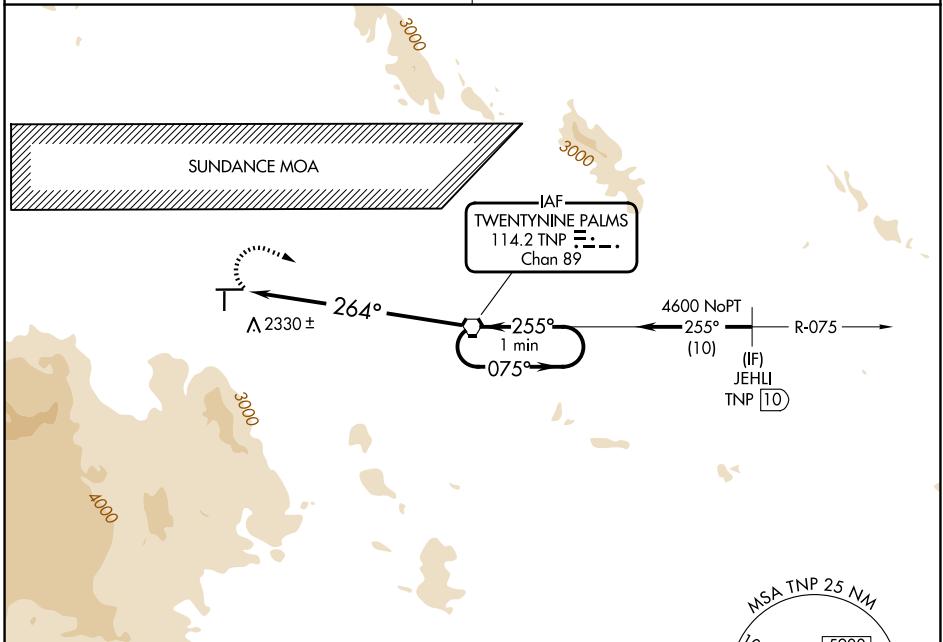 3000
SUNDANCE MOA
3000
IAF
TWENTYNINE PALMS
114.2 TNP
Chan 89
264°
2330 ±
255°
1 min
075°
4600 NoPT
255°
(10)
R-075
(IF)
JEHLI
TNP 10
3000
4000
MSA TNP 25 NM